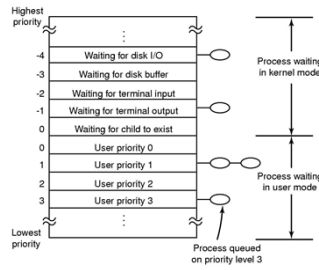 Highest
priority
-4 Waiting for disk I/O
-3 Waiting for disk buffer
-2 Waiting for terminal input
-1 Waiting for terminal output
0 Waiting for child to exist
0 User priority 0
1 User priority 1
2 User priority 2
3 User priority 3
Lowest
priority
Process waiting
in kernel mode
Process waiting
in user mode
Process queued
on priority level 3